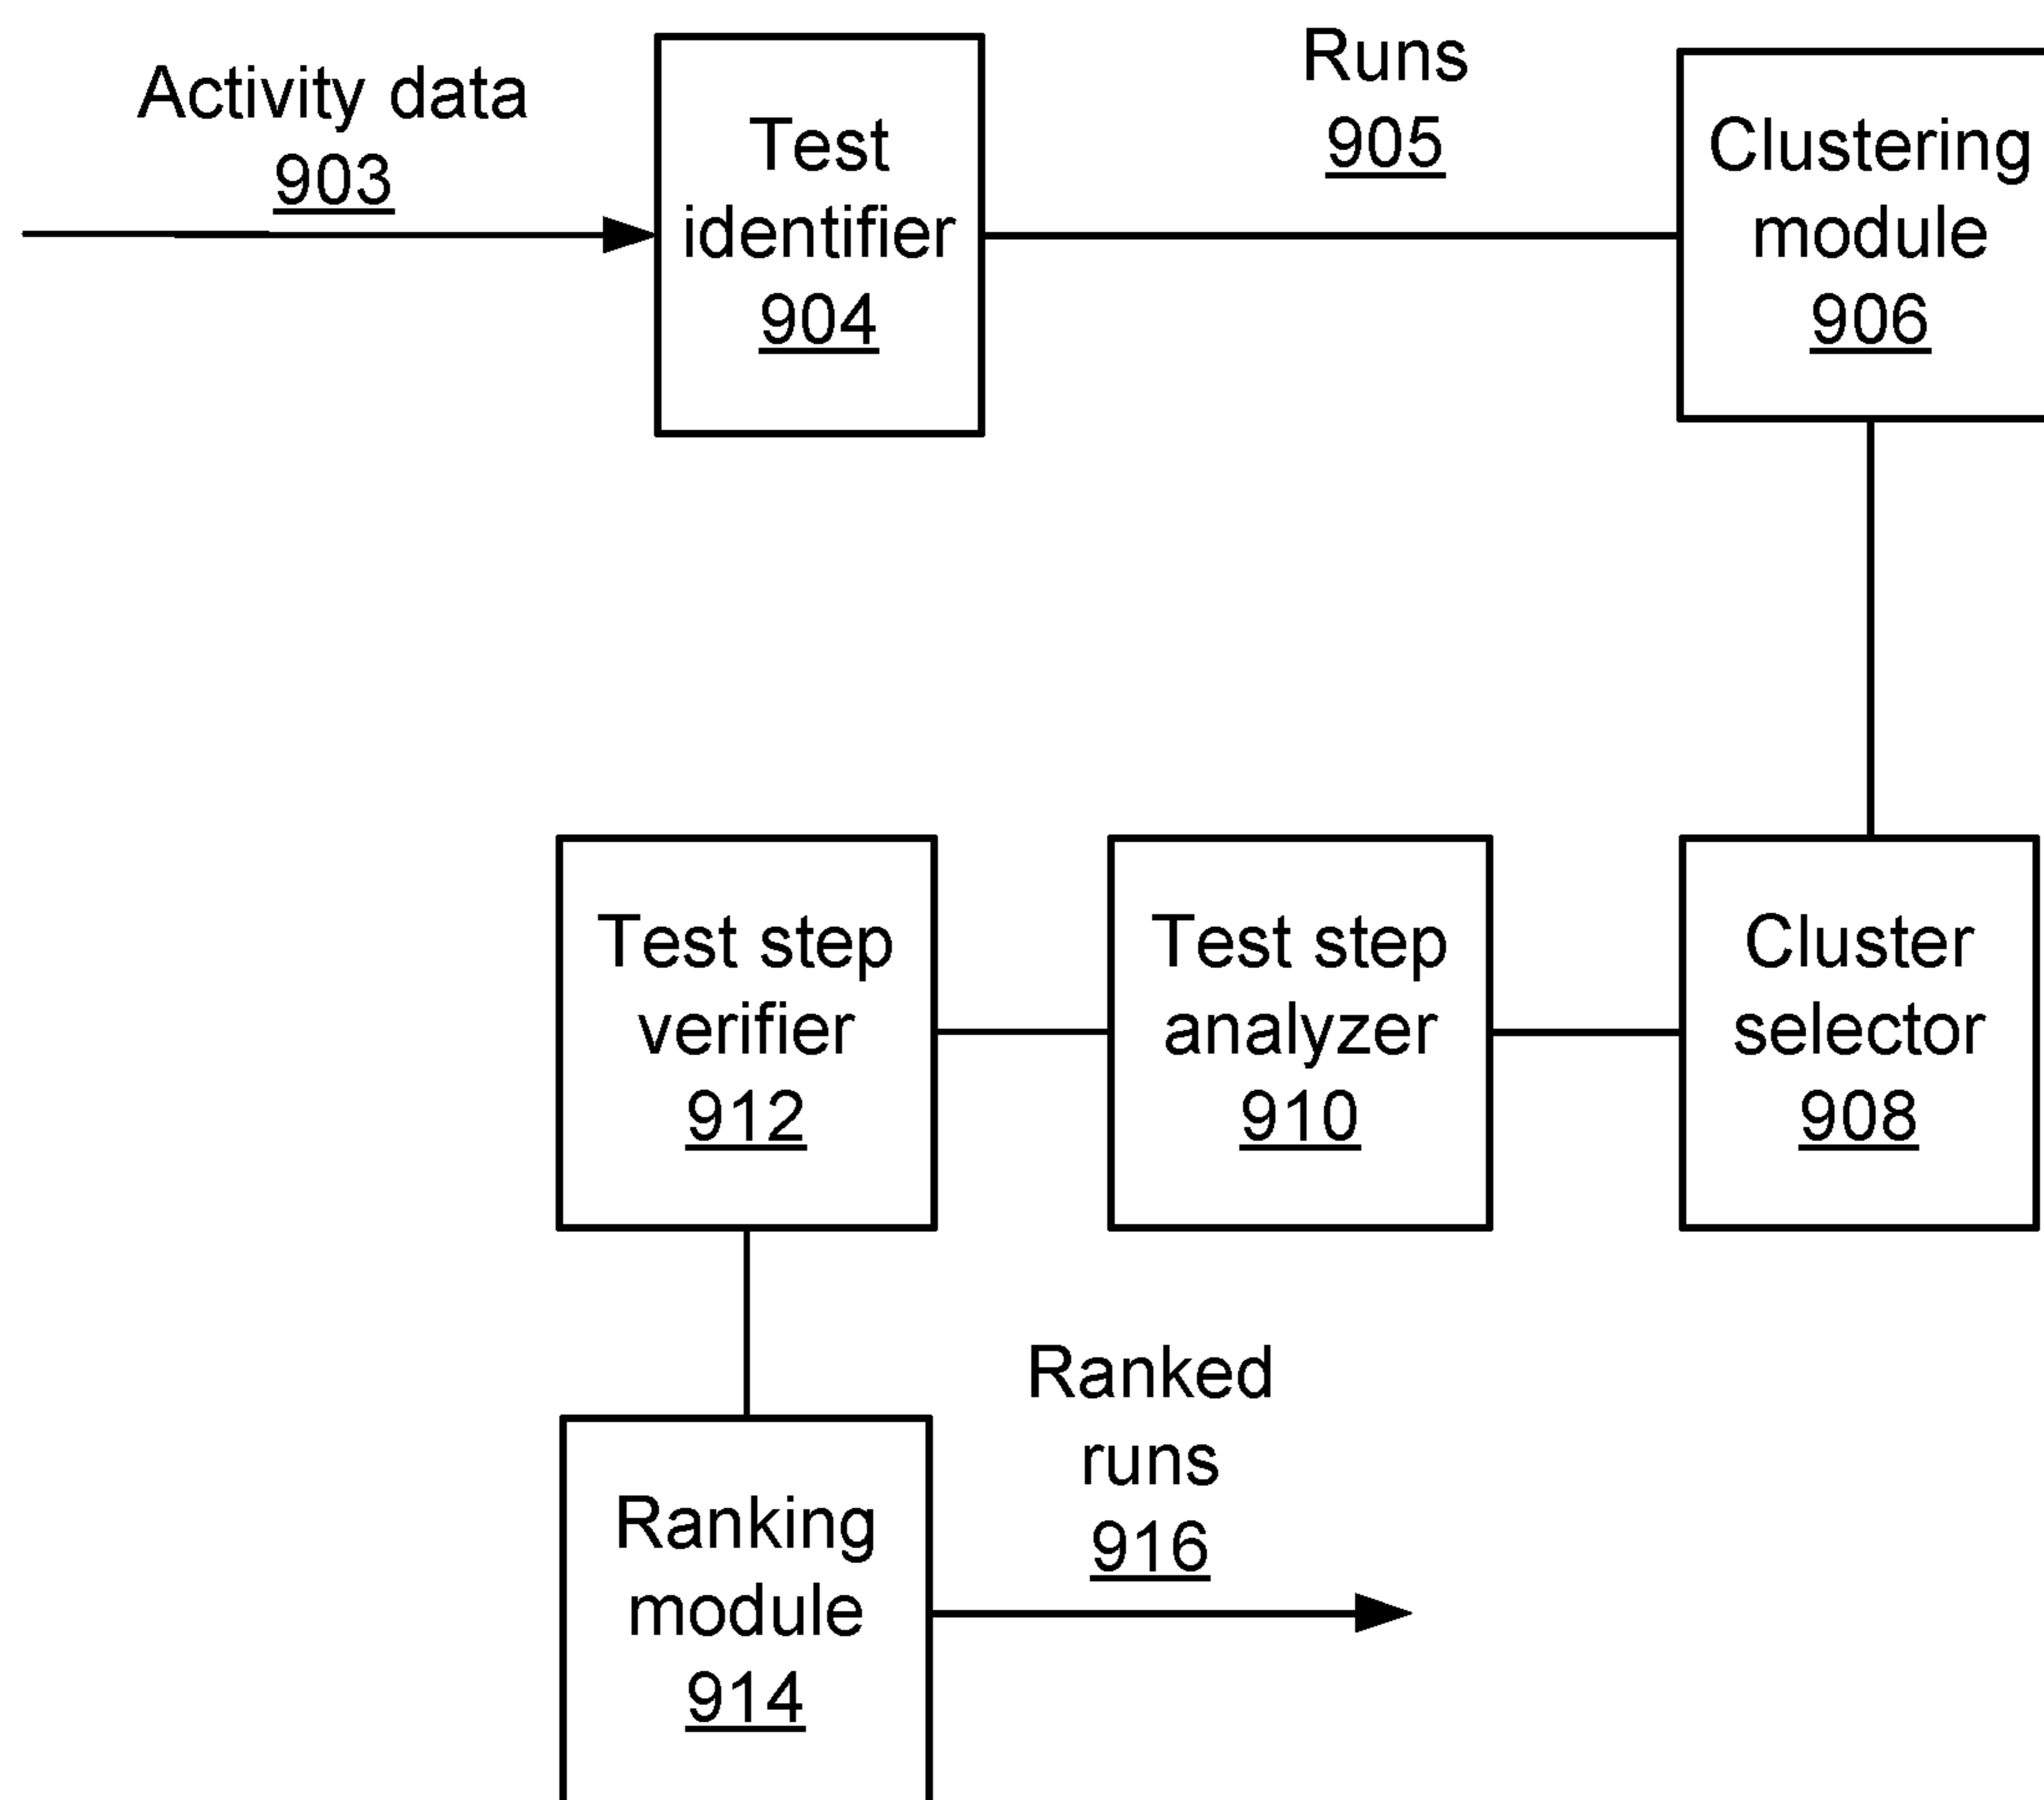 Activity data
903
Test
identifier
904
Runs
905
Clustering
module
906
Test step
verifier
912
Test step
analyzer
910
Cluster
selector
908
Ranking
module
914
Ranked
runs
916